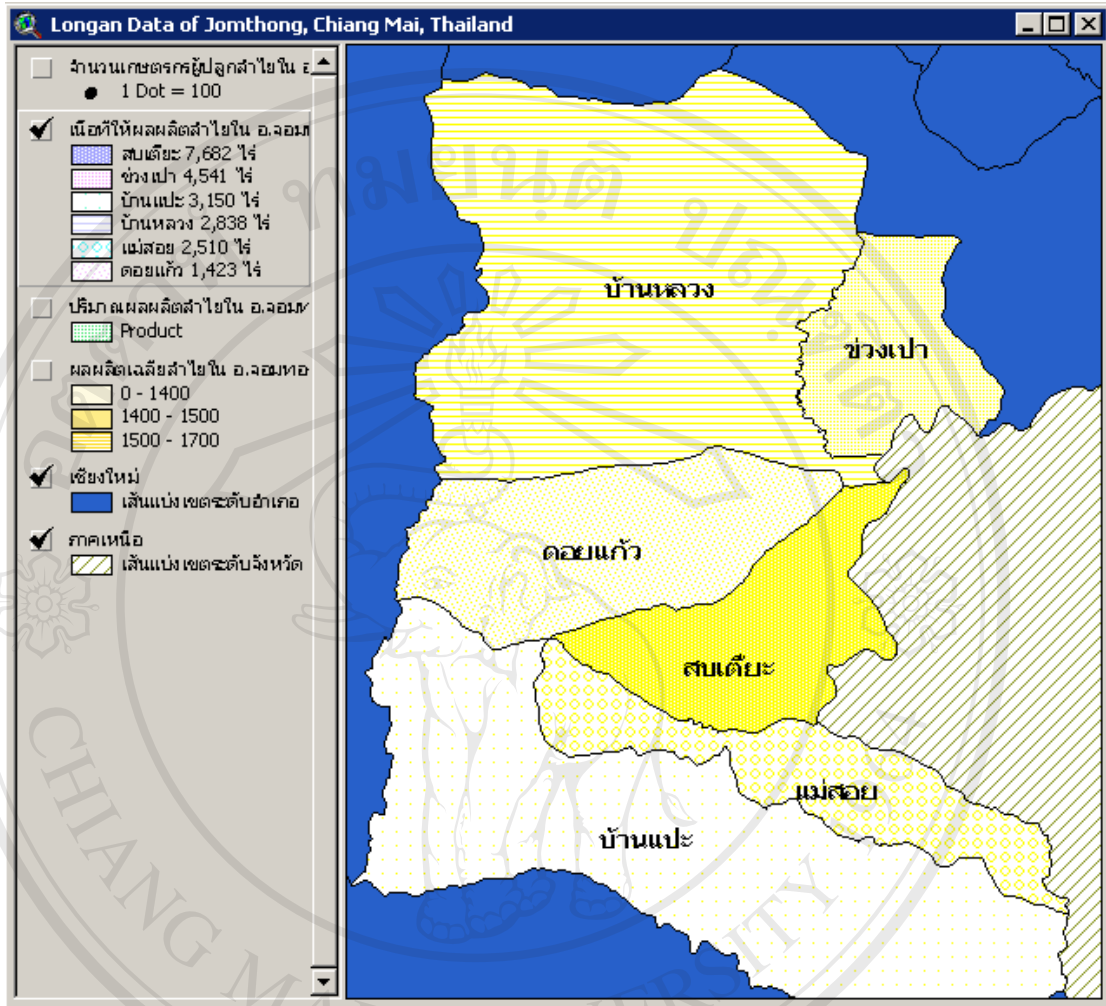 Longan Data of Jomthong, Chiang Mai, Thailand
จำนวนเกษตรกรผู้ปลูกลำไยใน อ
1 Dot = 100
เนื้อที่ให้ผลผลิตลำไยใน อ.จอมท
สบเตี๊ยะ 7,682 ไร่
ข่วงเปา 4,541 ไร่
บ้านแปะ 3,150 ไร่
บ้านหลวง 2,838 ไร่
แม่สอย 2,510 ไร่
ดอยแก้ว 1,423 ไร่
ปริมาณผลผลิตลำไยใน อ.จอมท
Product
ผลผลิตเฉลี่ยลำไยใน อ.จอมทอ
0 - 1400
1400 - 1500
1500 - 1700
เชียงใหม่
เส้นแบ่งเขตระดับอำเภอ
ภาคเหนือ
เส้นแบ่งเขตระดับจังหวัด
บ้านหลวง
ข่วงเปา
ดอยแก้ว
สบเตี๊ยะ
แม่สอย
บ้านแปะ
CHIANG M